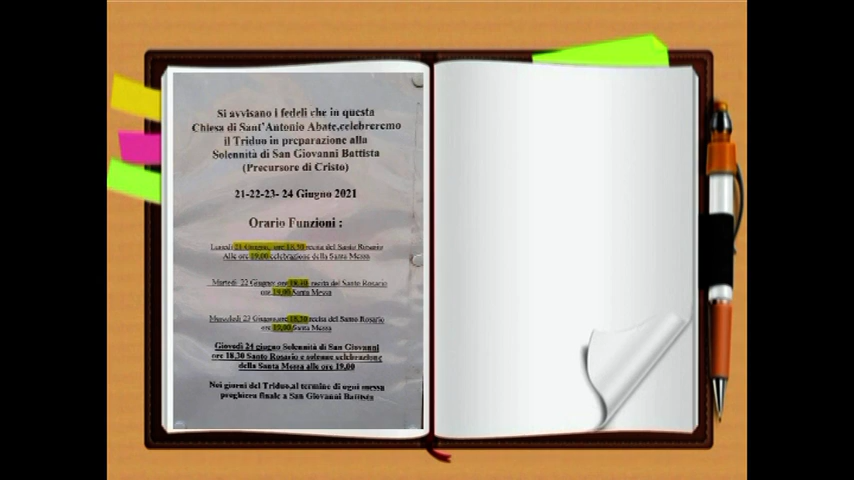 Si avvisano i fedeli che in questa
Chiesa di Sant'Antonio Abate,celebreremo
il Triduo in preparazione alla
Solennità di San Giovanni Battista
(Precursore di Cristo)
21-22-23- 24 Giugno 2021
Orario Funzioni :
Lunedì 21 Giugno, ore 18,30 recita del Santo Rosario
Alle ore 19,00 celebrazione della Santa Messa
Martedì 22 Giugno ore 18,30 recita del Santo Rosario
ore 19,00 Santa Messa
Mercoledì 23 Giugno,ore 18,30 recita del Santo Rosario
ore 19,00 Santa Messa
Giovedì 24 giugno Solennità di San Giovanni
ore 18,30 Santo Rosario e solenne celebrazione
della Santa Messa alle ore 19,00
Nei giorni del Triduo,al termine di ogni messa
preghiera finale a San Giovanni Battista